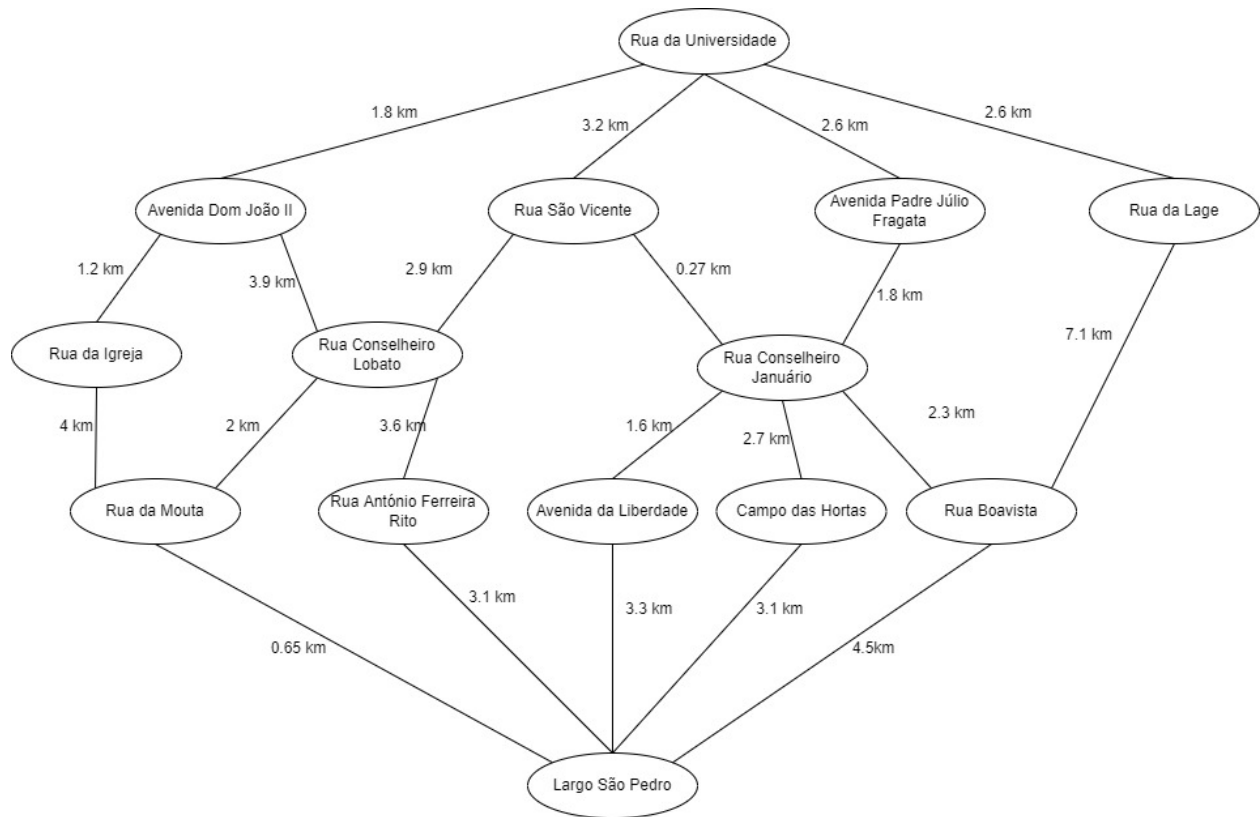 Rua da Universidade
1.8 km
3.2 km
2.6 km
2.6 km
Avenida Dom João II
Rua São Vicente
Avenida Padre Júlio
Fragata
Rua da Lage
1.2 km
3.9 km
2.9 km
0.27 km
1.8 km
7.1 km
Rua da Igreja
Rua Conselheiro
Lobato
Rua Conselheiro
Januário
4 km
2 km
3.6 km
1.6 km
2.7 km
2.3 km
Rua da Mouta
Rua António Ferreira
Rito
Avenida da Liberdade
Campo das Hortas
Rua Boavista
0.65 km
3.1 km
3.3 km
3.1 km
4.5km
Largo São Pedro